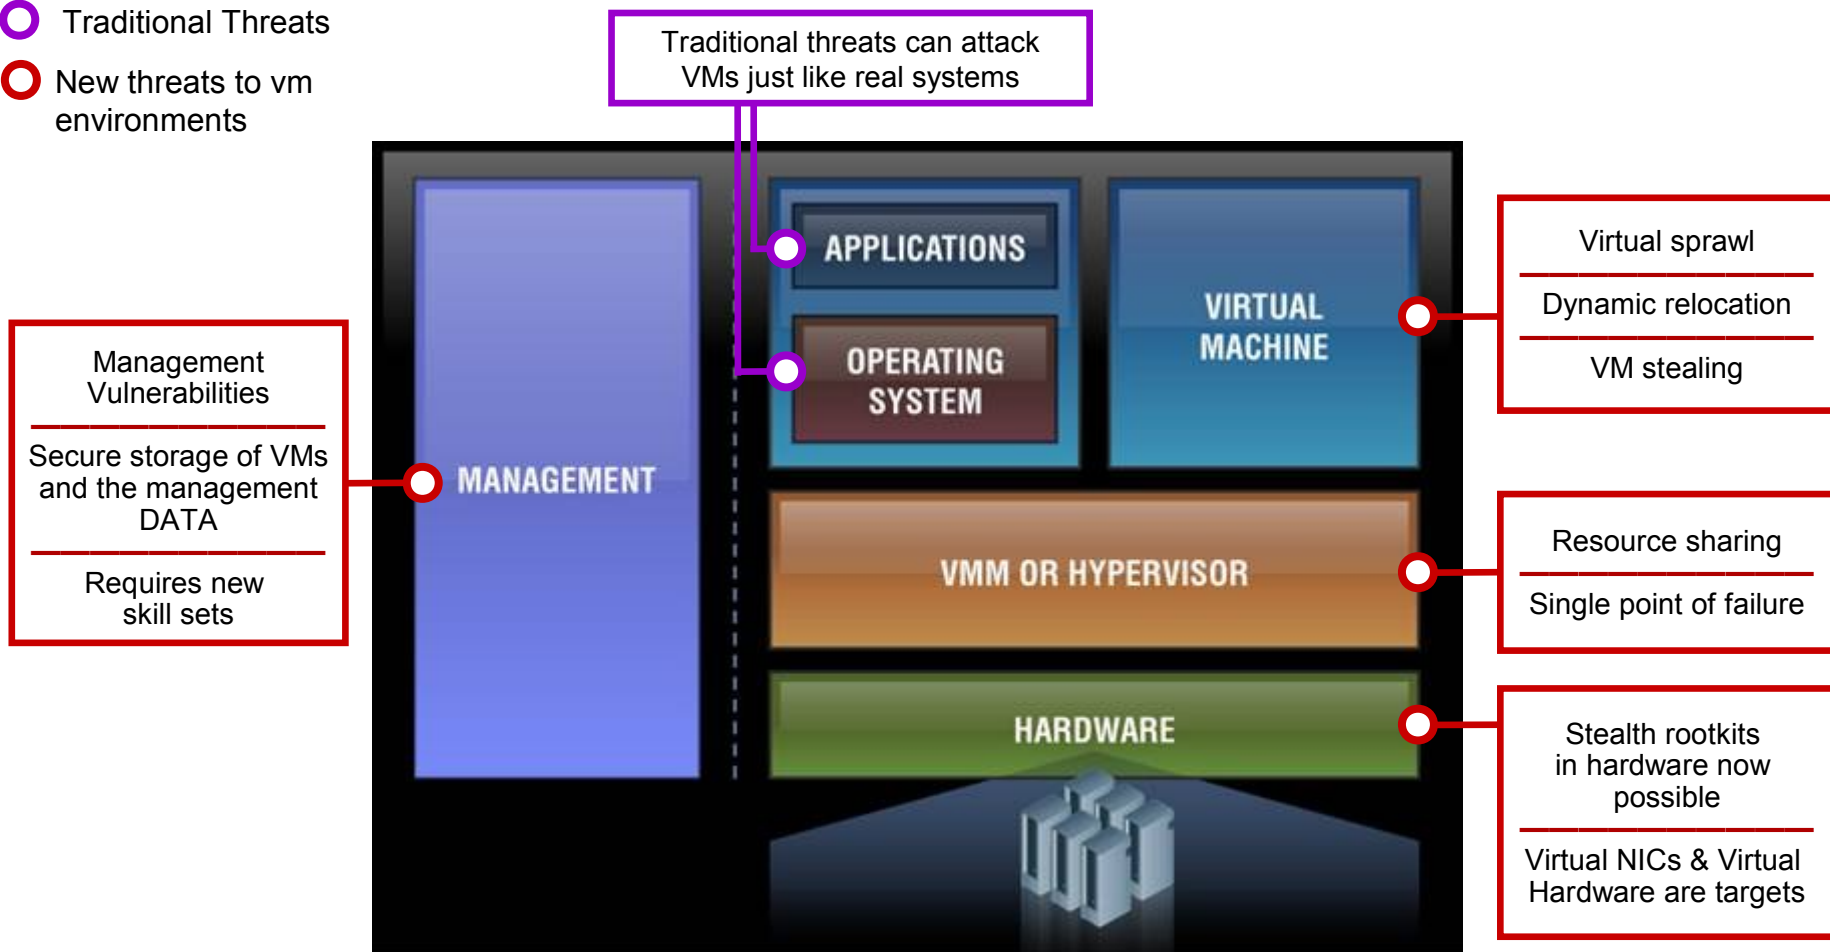 Traditional Threats
New threats to vm
environments
Traditional threats can attack
VMs just like real systems
Management
Vulnerabilities
Secure storage of VMs
and the management
DATA
Requires new
skill sets
MANAGEMENT
APPLICATIONS
OPERATING
SYSTEM
VIRTUAL
MACHINE
VMM OR HYPERVISOR
HARDWARE
Virtual sprawl
Dynamic relocation
VM stealing
Resource sharing
Single point of failure
Stealth rootkits
in hardware now
possible
Virtual NICs & Virtual
Hardware are targets